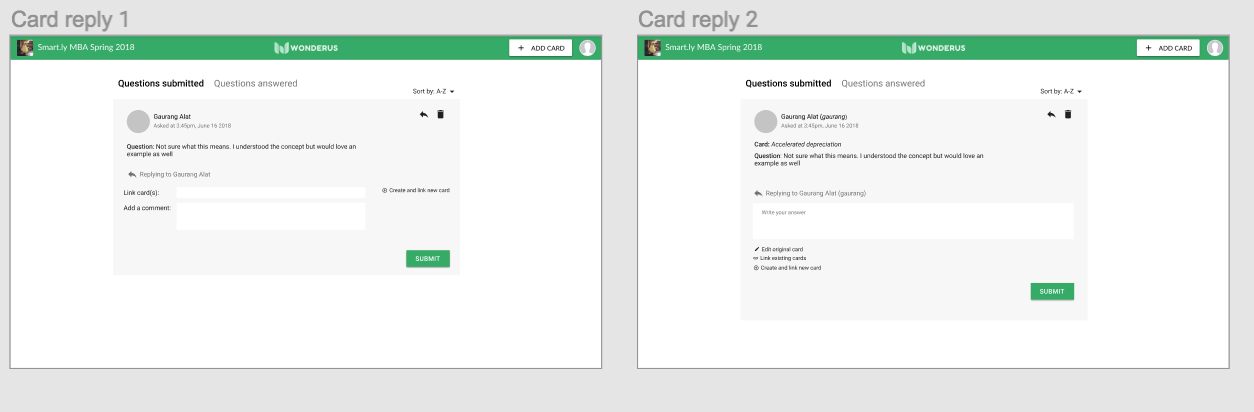 Card reply 1
Smart.ly MBA Spring 2018
WONDERUS
+ ADD CARD
Questions submitted Questions answered
Sort by: A-Z
Gaurang Alat
Asked at 3.45pm, June 16 2018
Question: Not sure what this means. I understood the concept but would love an
example as well
Replying to Gaurang Alat
Link card(s):
Create and link new card
Add a comment:
SUBMIT
Card reply 2
Smart.ly MBA Spring 2018
WONDERUS
+ ADD CARD
Questions submitted Questions answered
Sort by: A-Z
Gaurang Alat (gaurang)
Asked at 3.45pm, June 16 2018
Card: Accelerated depreciation
Question: Not sure what this means. I understood the concept but would love an
example as well
Replying to Gaurang Alat (gaurang)
Write your answer
Edit original card
Link existing cards
Create and link new card
SUBMIT